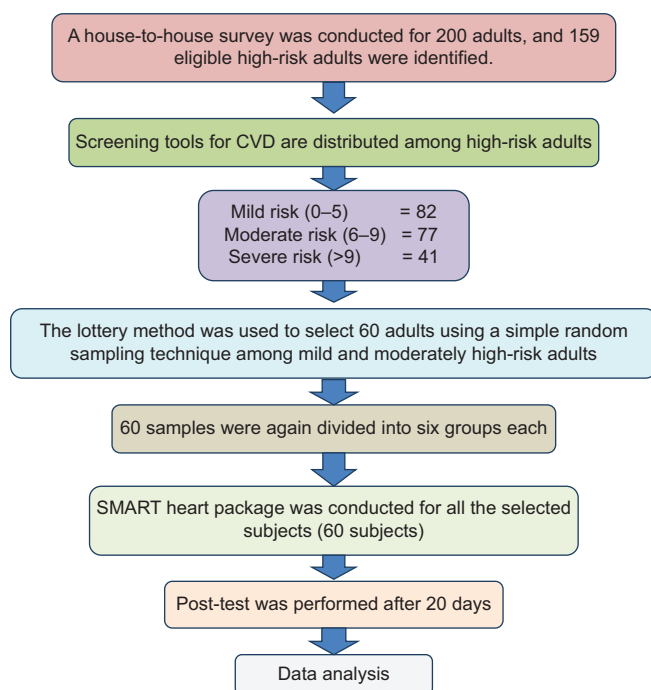 A house-to-house survey was conducted for 200 adults, and 159
eligible high-risk adults were identified.
Screening tools for CVD are distributed among high-risk adults
Mild risk (0–5) = 82
Moderate risk (6–9) = 77
Severe risk (>9) = 41
The lottery method was used to select 60 adults using a simple random
sampling technique among mild and moderately high-risk adults
60 samples were again divided into six groups each
SMART heart package was conducted for all the selected
subjects (60 subjects)
Post-test was performed after 20 days
Data analysis